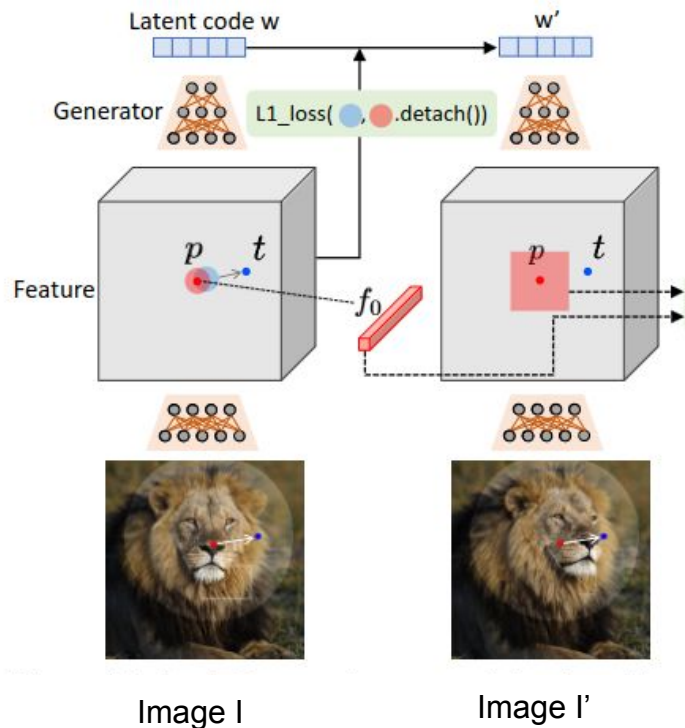 Latent code w
w’
Generator
L1_loss( , .detach())
p
t
p
t
Feature
f0
Image I
Image I’